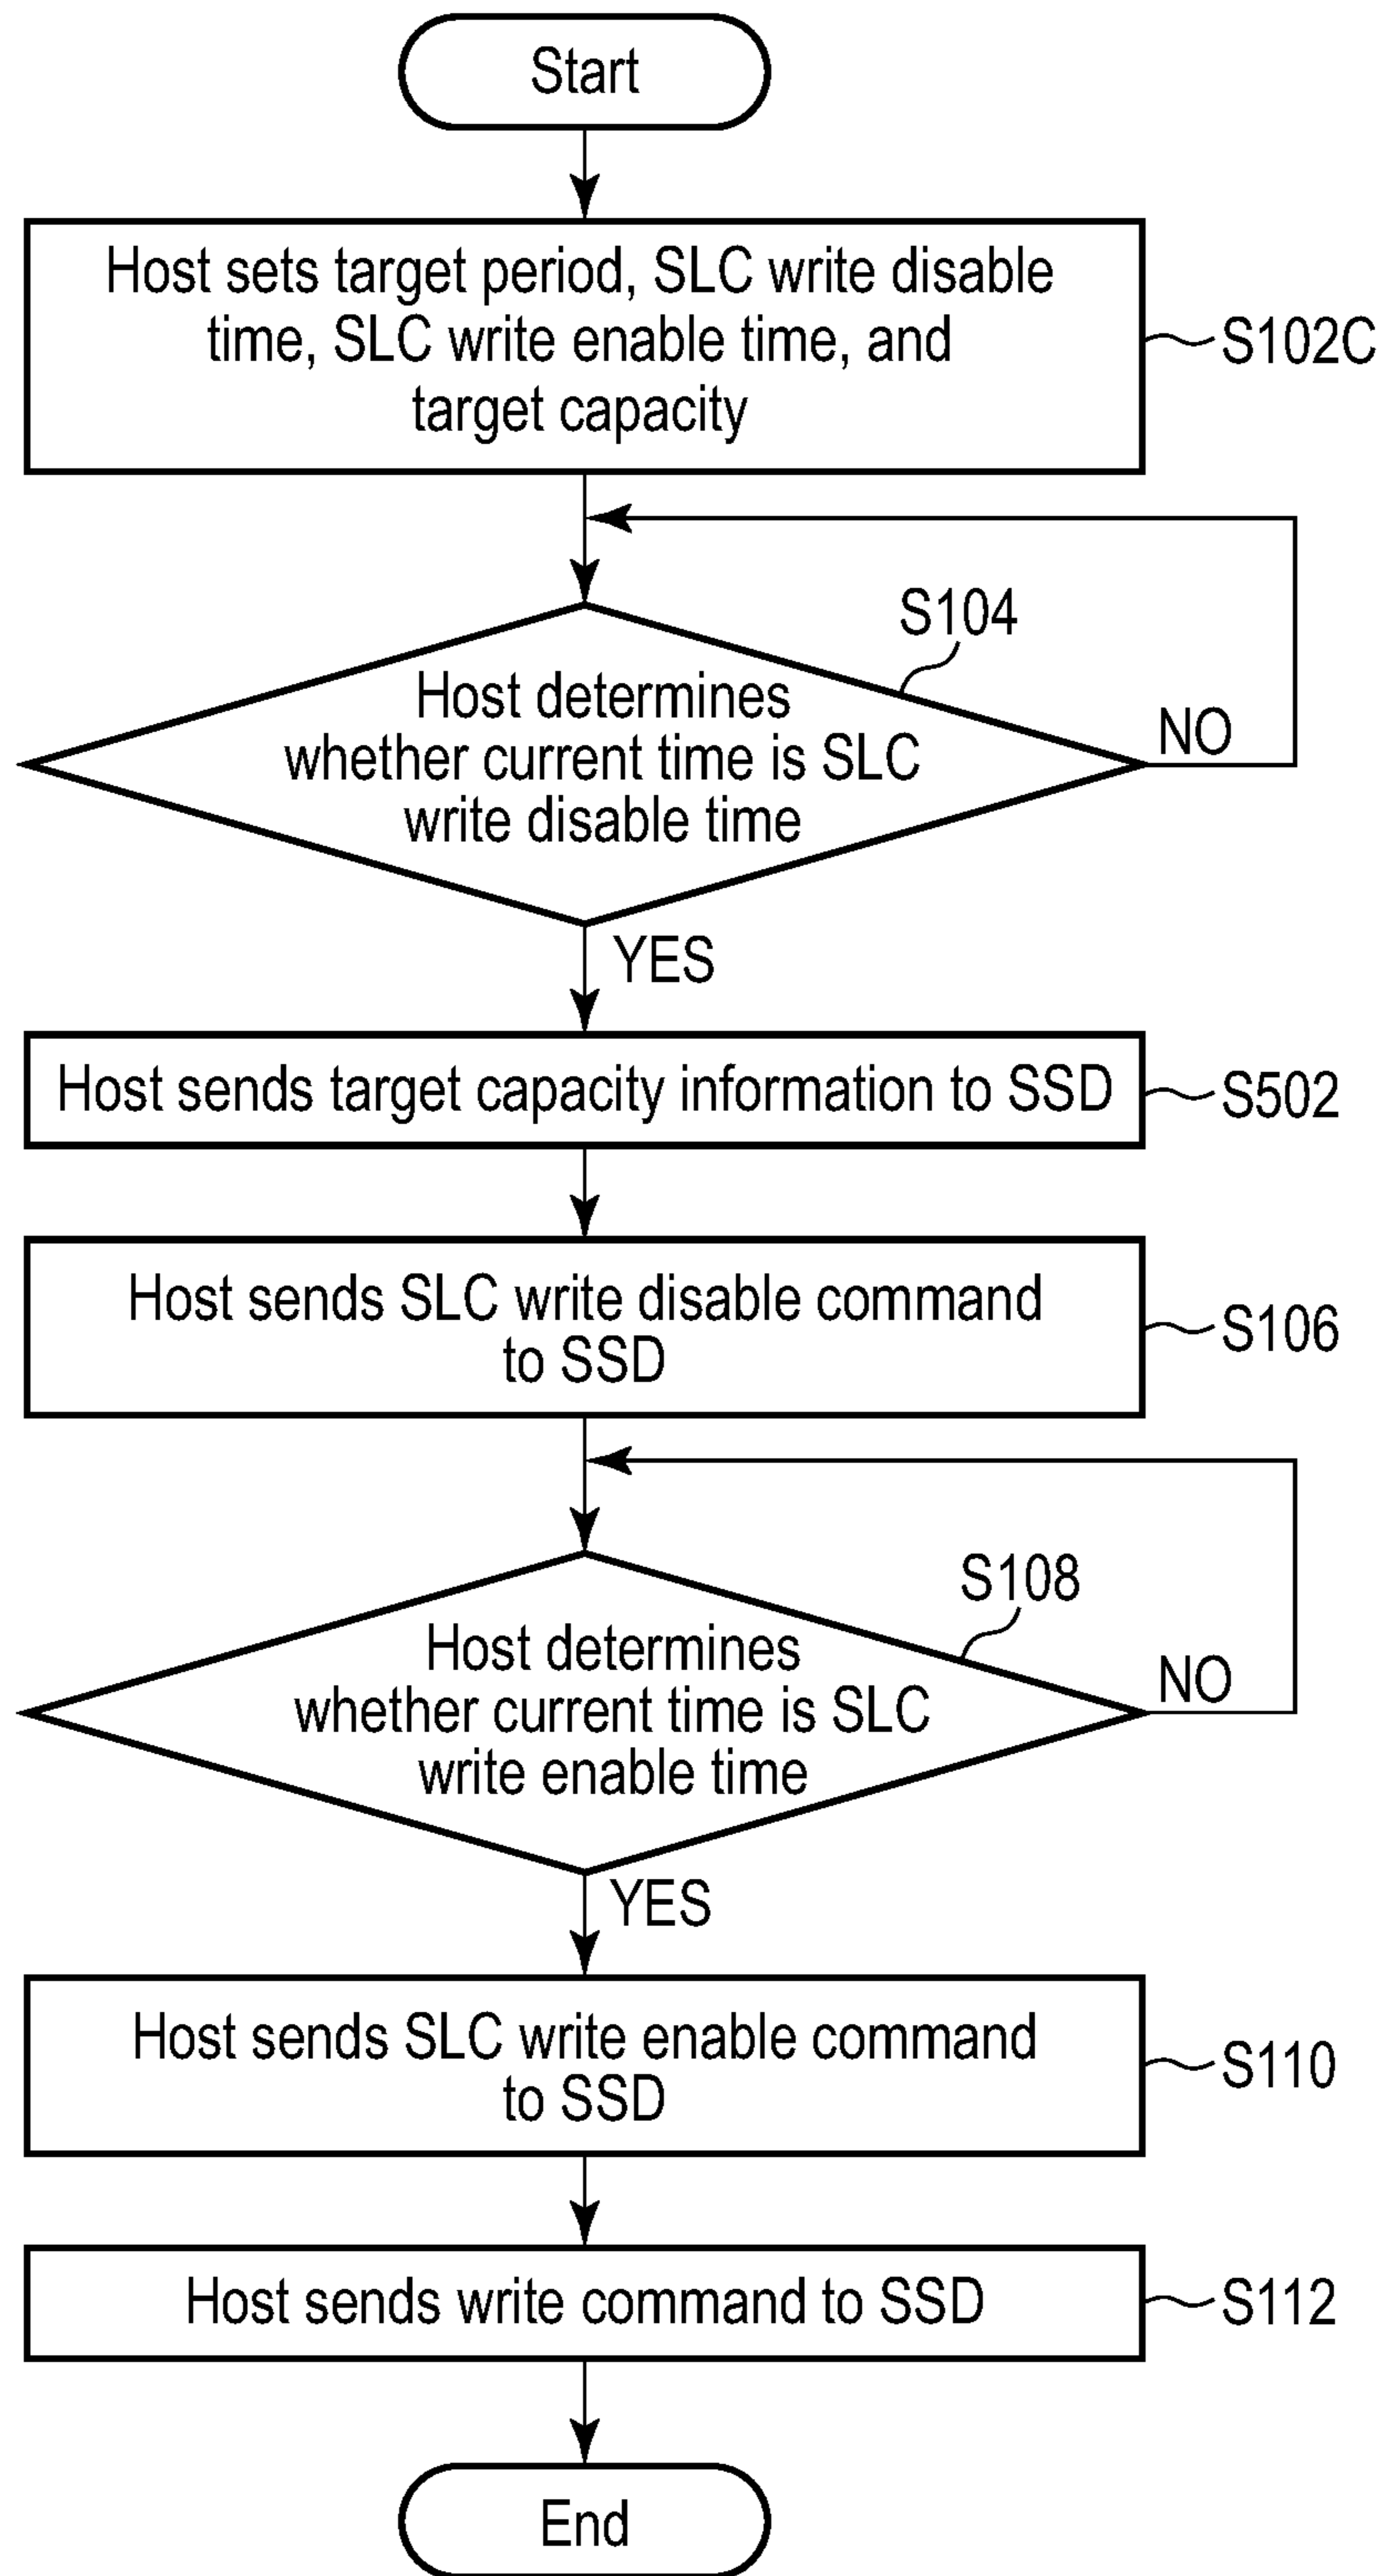 Start
Host sets target period, SLC write disable
time, SLC write enable time, and
target capacity
S102C
S104
Host determines
whether current time is SLC
write disable time
NO
YES
Host sends target capacity information to SSD
S502
Host sends SLC write disable command
to SSD
S106
S108
Host determines
whether current time is SLC
write enable time
NO
YES
Host sends SLC write enable command
to SSD
S110
Host sends write command to SSD
S112
End